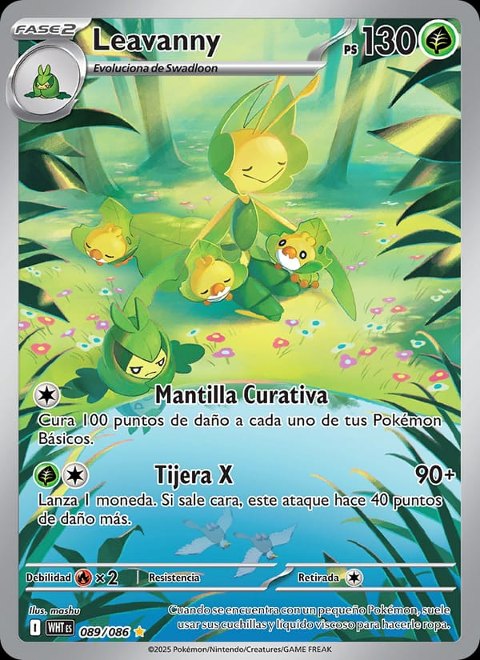 FASE2
Leavanny
PS 130
Evoluciona de Swadloon
Mantilla Curativa
Cura 100 puntos de daño a cada uno de tus Pokémon
Básicos.
Tijera X 90+
Lanza 1 moneda. Si sale cara, este ataque hace 40 puntos
de daño más.
Debilidad ×2 Resistencia Retirada
Ilus. mashu
I WHT ES 089/086
Cuando se encuentra con un pequeño Pokémon, suele
usar sus cuchillas y líquido viscoso para hacerle ropa.
©2025 Pokémon/Nintendo/Creatures/GAME FREAK